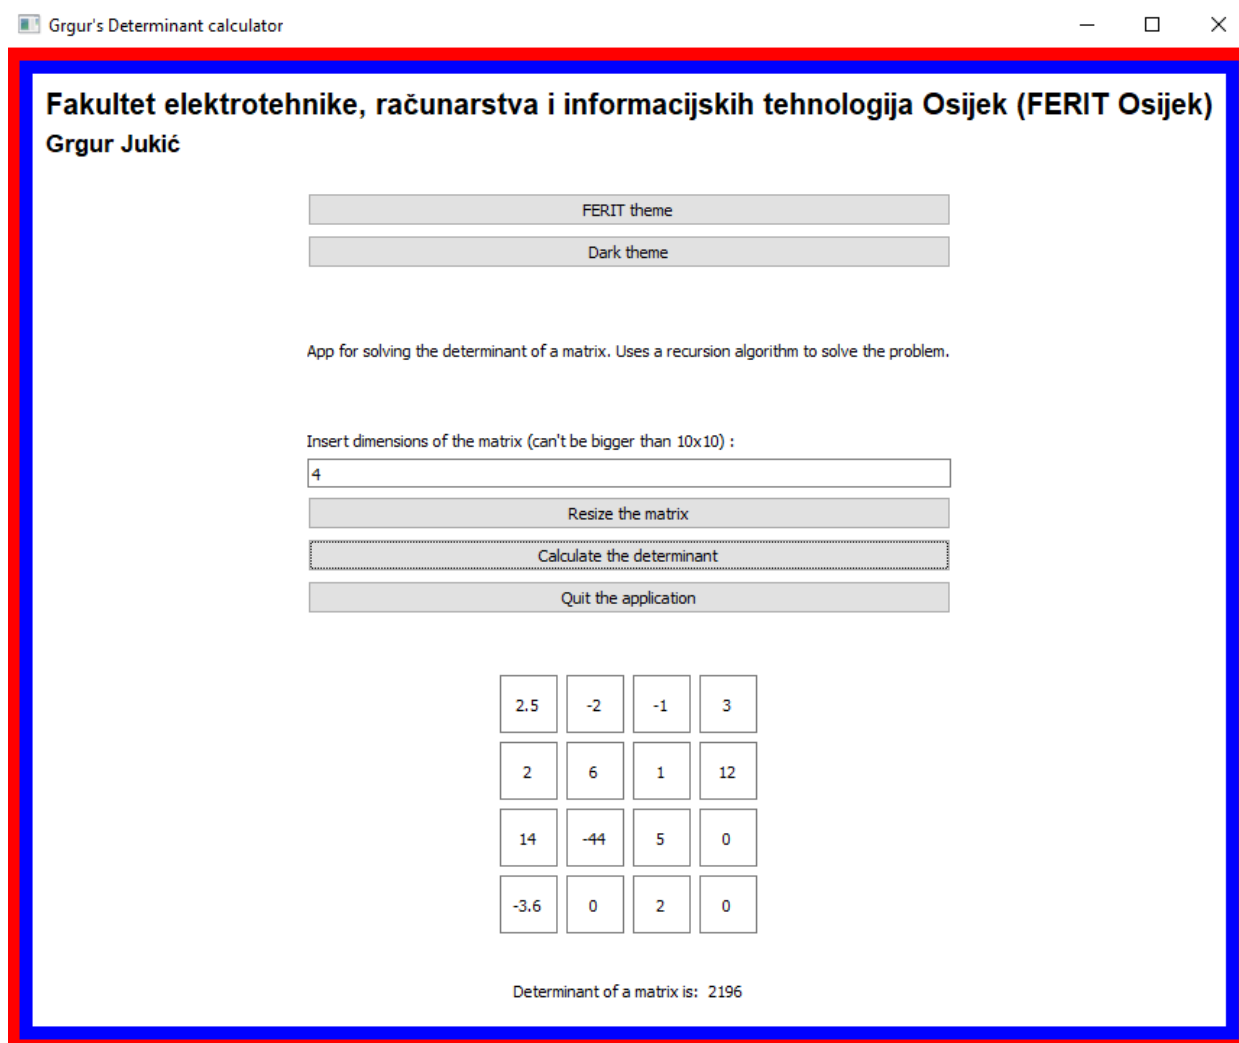 Grgur's Determinant calculator
Fakultet elektrotehnike, računarstva i informacijskih tehnologija Osijek (FERIT Osijek)
Grgur Jukić
FERIT theme
Dark theme
App for solving the determinant of a matrix. Uses a recursion algorithm to solve the problem.
Insert dimensions of the matrix (can't be bigger than 10x10) :
4
Resize the matrix
Calculate the determinant
Quit the application
2.5 -2 -1 3
2 6 1 12
14 -44 5 0
-3.6 0 2 0
Determinant of a matrix is: 2196